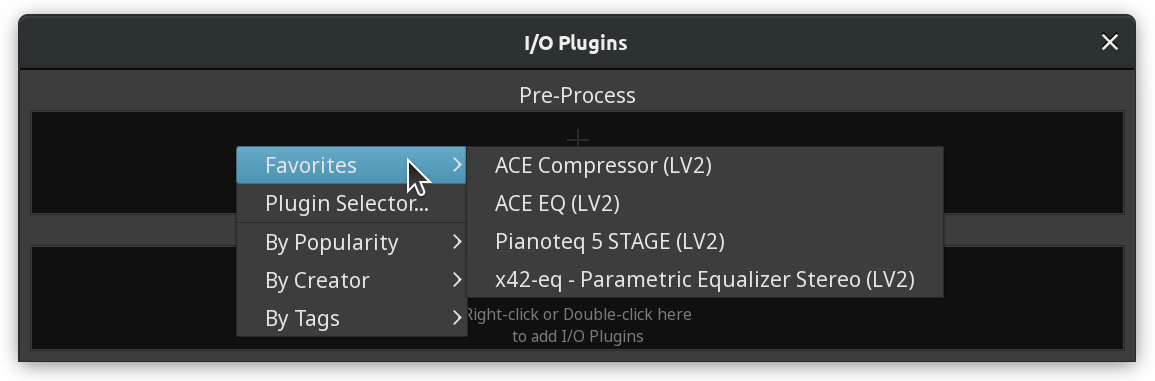 I/O Plugins
Pre-Process
Favorites
Plugin Selector...
By Popularity
By Creator
By Tags
ACE Compressor (LV2)
ACE EQ (LV2)
Pianoteq 5 STAGE (LV2)
x42-eq - Parametric Equalizer Stereo (LV2)
Right-click or Double-click here
to add I/O Plugins